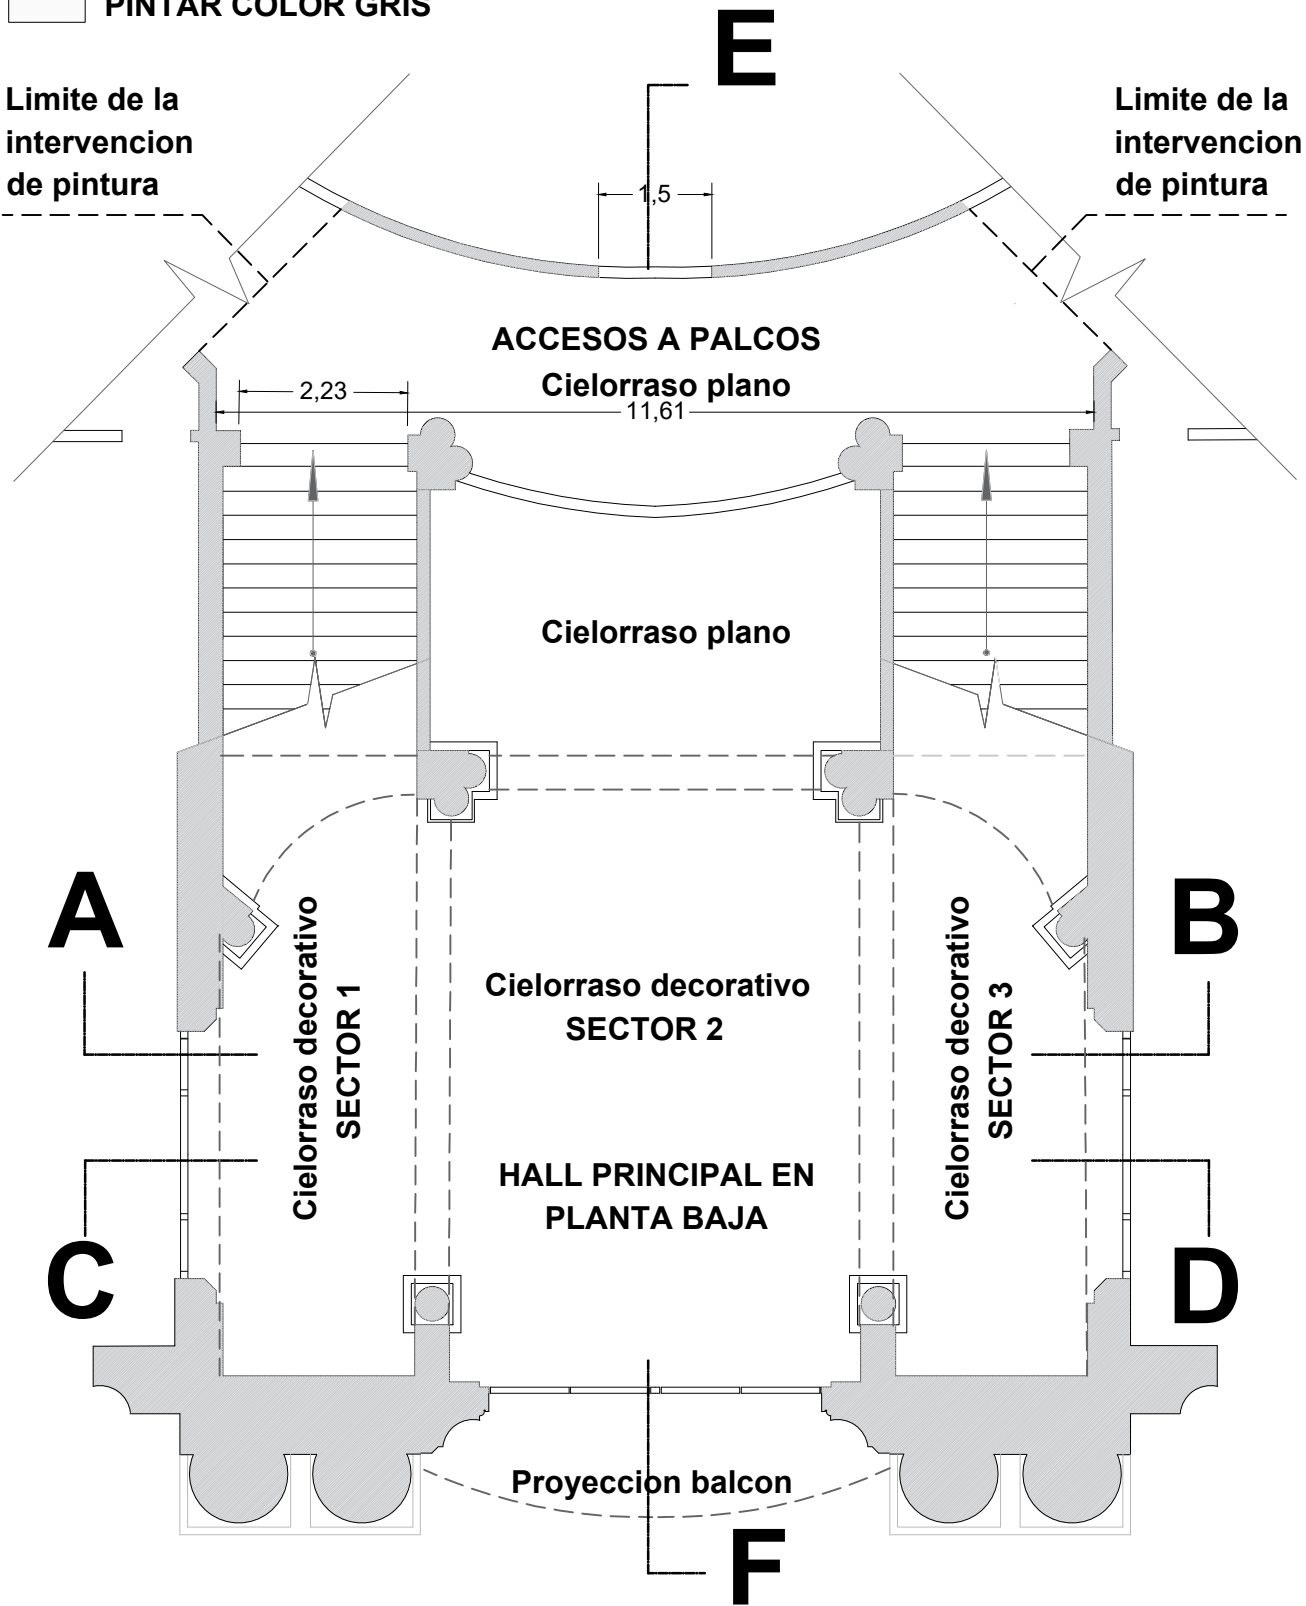 PINTAR COLOR GRIS
E
Limite de la
intervencion
de pintura
Limite de la
intervencion
de pintura
1,5
ACCESOS A PALCOS
Cielorraso plano
2,23
11,61
Cielorraso plano
A
B
Cielorraso decorativo
SECTOR 1
Cielorraso decorativo
SECTOR 2
Cielorraso decorativo
SECTOR 3
HALL PRINCIPAL EN
PLANTA BAJA
C
D
Proyeccion balcon
F